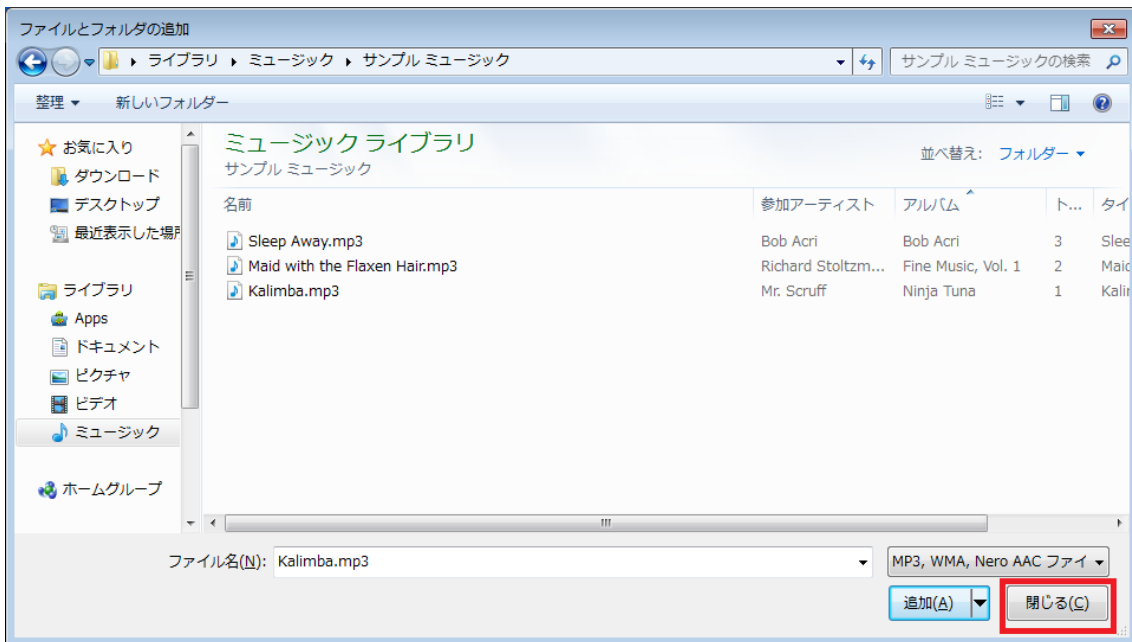 ファイルとフォルダの追加
ライブラリ ▸ ミュージック ▸ サンプル ミュージック
サンプル ミュージックの検索
整理 ▼ 新しいフォルダー
お気に入り
ダウンロード
デスクトップ
最近表示した場所
ライブラリ
Apps
ドキュメント
ピクチャ
ビデオ
ミュージック
ホームグループ
ミュージック ライブラリ
サンプル ミュージック
並べ替え: フォルダー ▼
名前 参加アーティスト アルバム ト... タイ
Sleep Away.mp3 Bob Acri Bob Acri 3 Slee
Maid with the Flaxen Hair.mp3 Richard Stoltzm... Fine Music, Vol. 1 2 Maid
Kalimba.mp3 Mr. Scruff Ninja Tuna 1 Kalin
ファイル名(N): Kalimba.mp3
MP3, WMA, Nero AAC ファイ
追加(A) 閉じる(C)